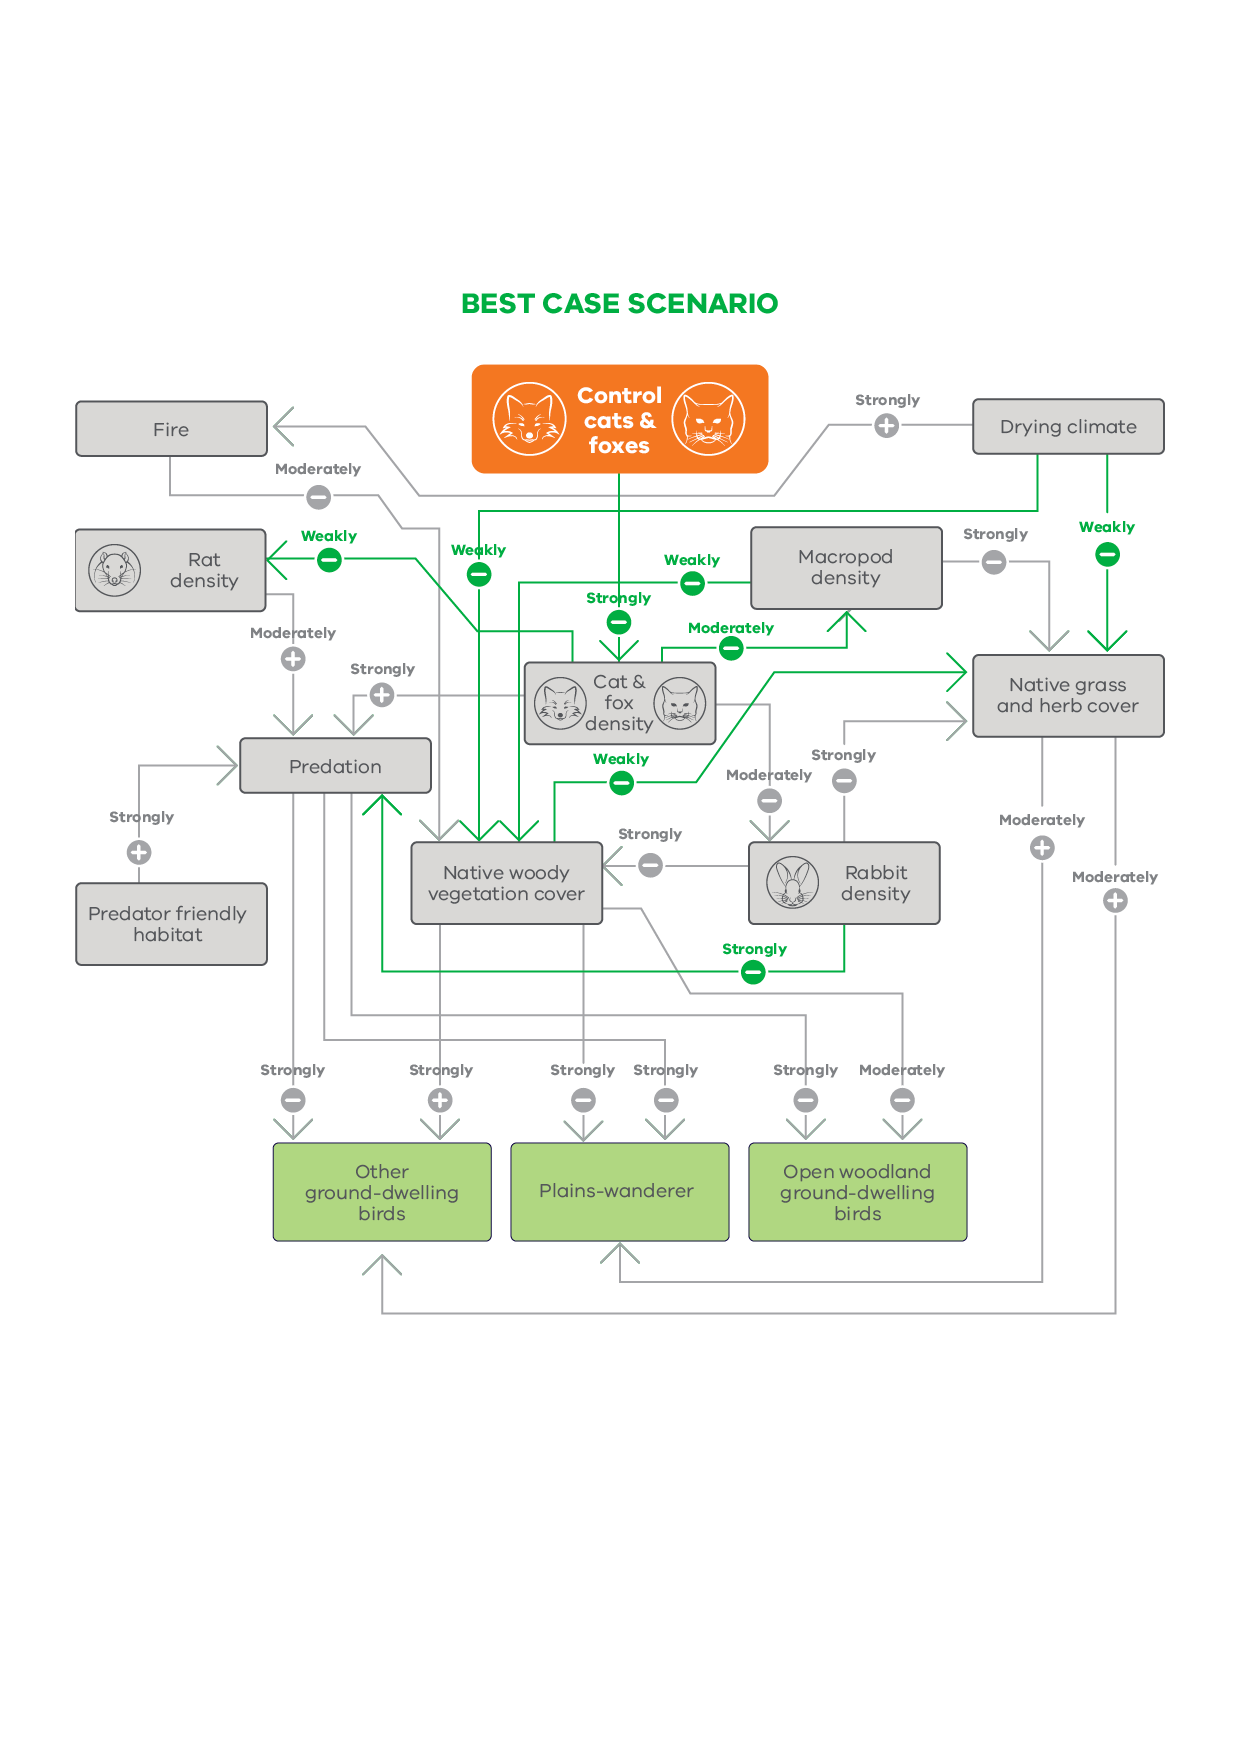 BEST CASE SCENARIO
Control
cats &
foxes
Strongly
Fire
Drying climate
Moderately
Weakly
Weakly
Weakly
Strongly
Weakly
Rat
density
Macropod
density
Strongly
Moderately
Moderately
Strongly
Cat &
fox
density
Native grass
and herb cover
Predation
Weakly
Moderately
Strongly
Strongly
Strongly
Moderately
Native woody
vegetation cover
Rabbit
density
Moderately
Predator friendly
habitat
Strongly
Strongly
Strongly
Strongly
Strongly
Strongly
Moderately
Other
ground-dwelling
birds
Plains-wanderer
Open woodland
ground-dwelling
birds